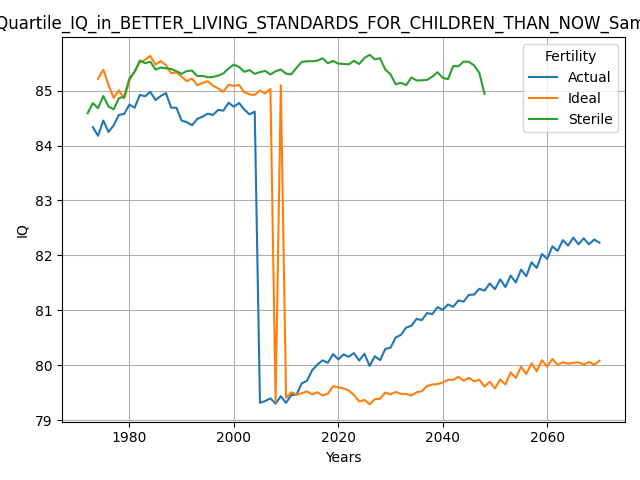 Quartile_IQ_in_BETTER_LIVING_STANDARDS_FOR_CHILDREN_THAN_NOW_Sam
Fertility
Actual
Ideal
Sterile
85
84
83
82
81
80
79
IQ
1980 2000 2020 2040 2060
Years